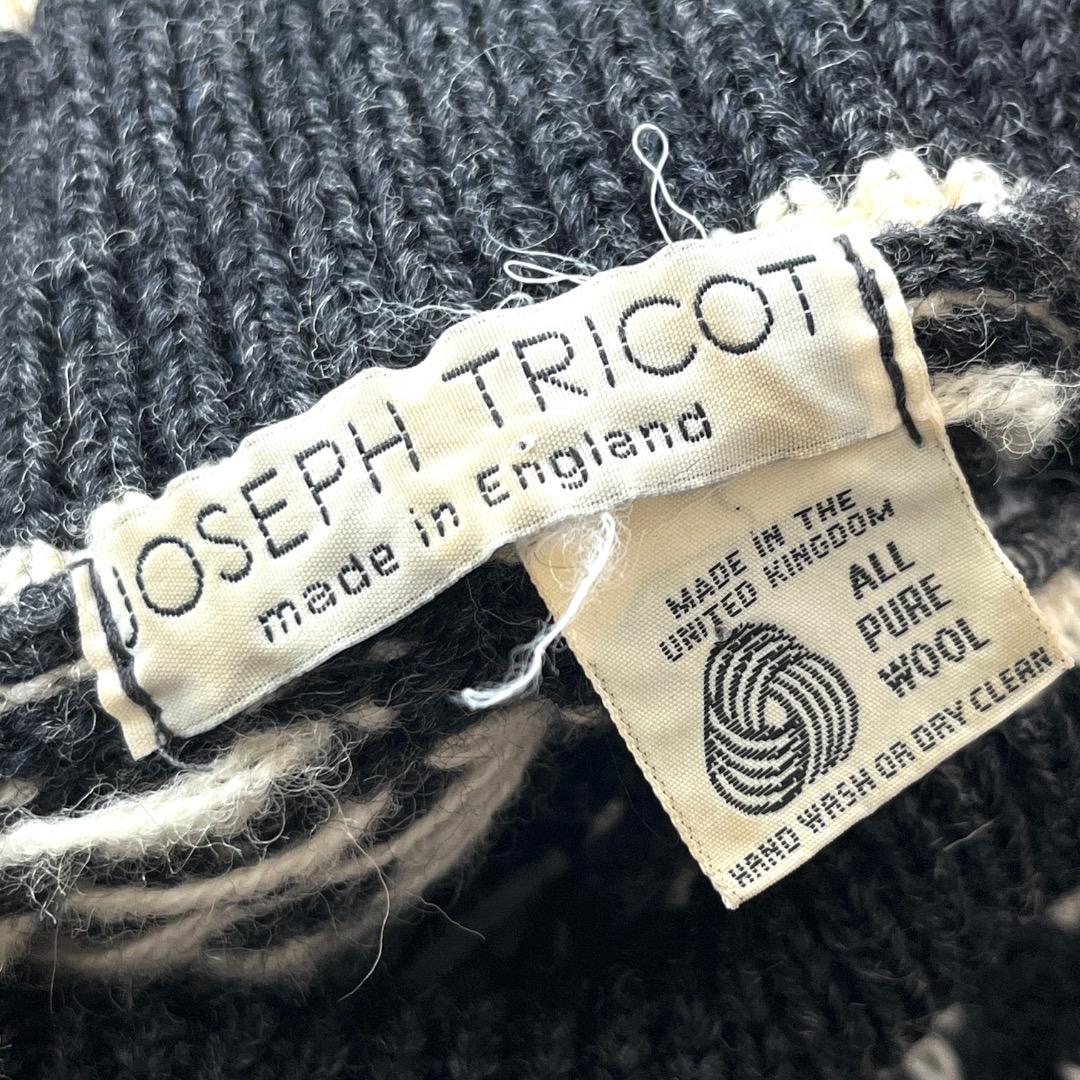 JOSEPH TRICOT
made in England
MADE IN THE
UNITED KINGDOM
ALL
PURE
WOOL
HAND WASH OR DRY CLEAN